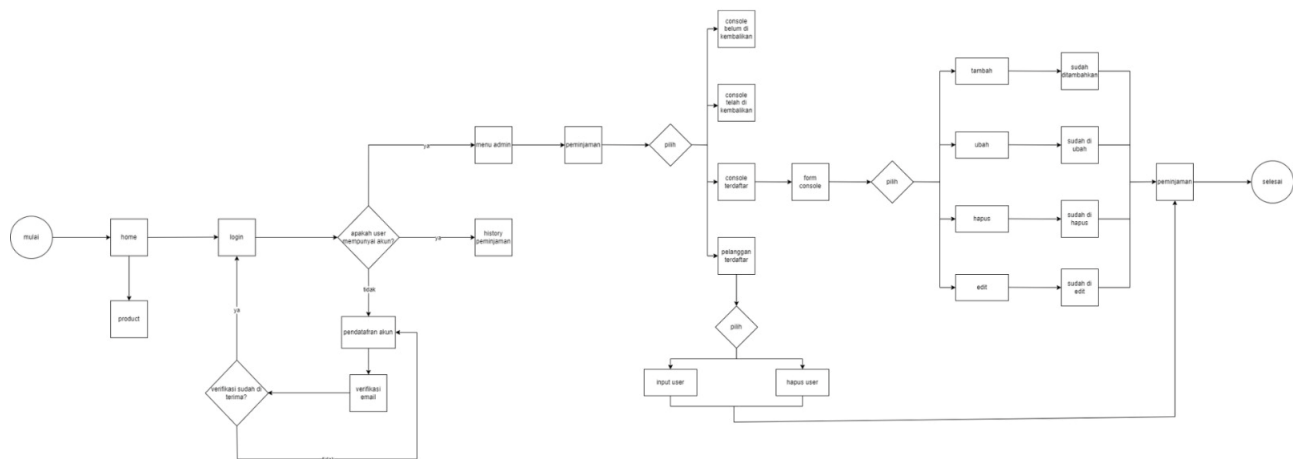 console
belum di
kembalikan
console
telah di
kembalikan
tambah
sudah
ditambahkan
ya
menu admin
peminjaman
pilih
ubah
sudah di
ubah
console
terdaftar
form
console
pilih
peminjaman
selesai
mulai
home
login
apakah user
mempunyai akun?
ya
history
peminjaman
hapus
sudah di
hapus
pelanggan
terdaftar
tidak
edit
sudah di
edit
product
ya
pendatafran akun
pilih
verifikasi sudah di
terima?
verifikasi
email
input user
hapus user